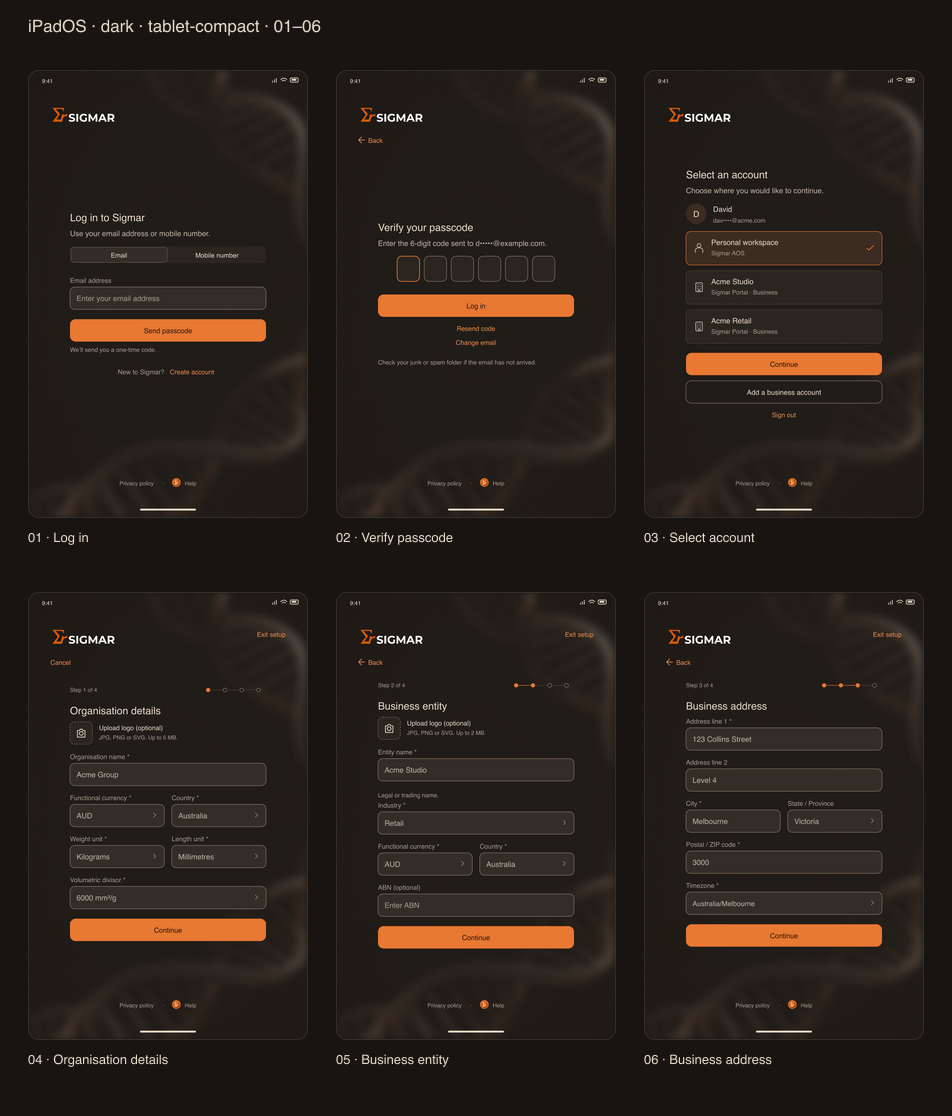 iPadOS · dark · tablet-compact · 01–06
9:41
SIGMAR
Log in to Sigmar
Use your email address or mobile number.
Email
Mobile number
Email address
Enter your email address
Send passcode
We'll send you a one-time code.
New to Sigmar? Create account
Privacy policy · Help
01 · Log in
9:41
SIGMAR
Back
Verify your passcode
Enter the 6-digit code sent to d•••••@example.com.
Log in
Resend code
Change email
Check your junk or spam folder if the email has not arrived.
Privacy policy · Help
02 · Verify passcode
9:41
SIGMAR
Select an account
Choose where you would like to continue.
D
David
dav••••@acme.com
Personal workspace
Sigmar AOS
Acme Studio
Sigmar Portal · Business
Acme Retail
Sigmar Portal · Business
Continue
Add a business account
Sign out
Privacy policy · Help
03 · Select account
9:41
SIGMAR
Exit setup
Cancel
Step 1 of 4
Organisation details
Upload logo (optional)
JPG, PNG or SVG. Up to 5 MB.
Organisation name *
Acme Group
Functional currency *
Country *
AUD
Australia
Weight unit *
Length unit *
Kilograms
Millimetres
Volumetric divisor *
6000 mm³/g
Continue
Privacy policy · Help
04 · Organisation details
9:41
SIGMAR
Exit setup
Back
Step 2 of 4
Business entity
Upload logo (optional)
JPG, PNG or SVG. Up to 2 MB.
Entity name *
Acme Studio
Legal or trading name.
Industry *
Retail
Functional currency *
Country *
AUD
Australia
ABN (optional)
Enter ABN
Continue
Privacy policy · Help
05 · Business entity
9:41
SIGMAR
Exit setup
Back
Step 3 of 4
Business address
Address line 1 *
123 Collins Street
Address line 2
Level 4
City *
State / Province
Melbourne
Victoria
Postal / ZIP code *
3000
Timezone *
Australia/Melbourne
Continue
Privacy policy · Help
06 · Business address